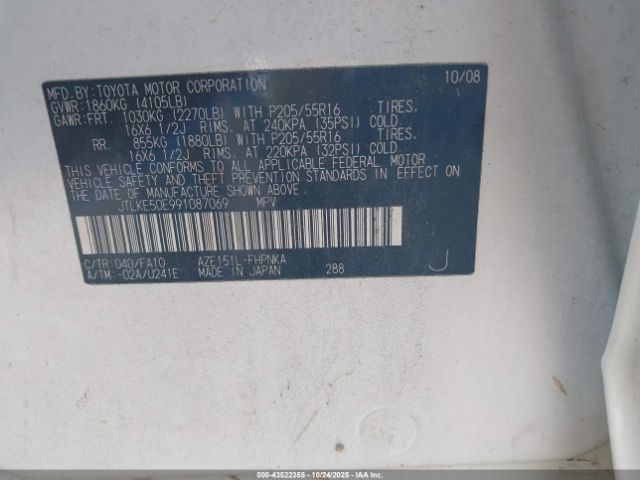 MFD.BY:TOYOTA MOTOR CORPORATION 10/08
GVWR:1860KG (4105LB)
GAWR:FRT. 1030KG (2270LB) WITH P205/55R16 TIRES,
16X6 1/2J RIMS, AT 240KPA (35PSI) COLD.
RR. 855KG (1880LB) WITH P205/55R16 TIRES,
16X6 1/2J RIMS, AT 220KPA (32PSI) COLD.
THIS VEHICLE CONFORMS TO ALL APPLICABLE FEDERAL MOTOR
VEHICLE SAFETY AND THEFT PREVENTION STANDARDS IN EFFECT ON
THE DATE OF MANUFACTURE SHOWN ABOVE.
JTLKE50E991087069 MPV
C/TR:040/FA10 AZE151L-FHPNKA
A/TM:-02A/U241E MADE IN JAPAN 288 J
000-43522355 - 10/24/2025 - IAAI.com